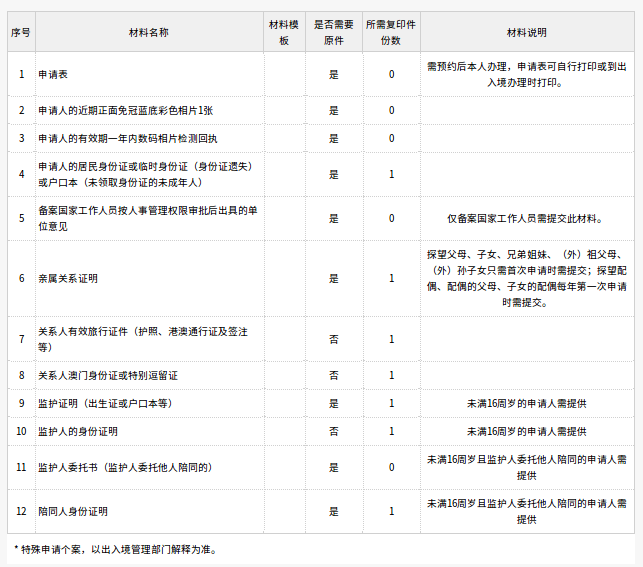 序号 材料名称 材料模板 是否需要原件 所需复印件份数 材料说明
1 申请表 是 0 需预约后本人办理，申请表可自行打印或到出
入境办理时打印。
2 申请人的近期正面免冠蓝底彩色相片1张 是 0
3 申请人的有效期一年内数码相片检测回执 是 0
4 申请人的居民身份证或临时身份证（身份证遗失）
或户口本（未领取身份证的未成年人） 是 1
5 备案国家工作人员按人事管理权限审批后出具的单
位意见 是 0 仅备案国家工作人员需提交此材料。
6 亲属关系证明 是 1 探望父母、子女、兄弟姐妹、（外）祖父母、
（外）孙子女只需首次申请时需提交；探望配
偶、配偶的父母、子女的配偶每年第一次申请
时需提交。
7 关系人有效旅行证件（护照、港澳通行证及签注
等） 否 1
8 关系人澳门身份证或特别逗留证 否 1
9 监护证明（出生证或户口本等） 是 1 未满16周岁的申请人需提供
10 监护人的身份证明 否 1 未满16周岁的申请人需提供
11 监护人委托书（监护人委托他人陪同的） 是 0 未满16周岁且监护人委托他人陪同的申请人需
提供
12 陪同人身份证明 是 1 未满16周岁且监护人委托他人陪同的申请人需
提供
* 特殊申请个案，以出入境管理部门解释为准。